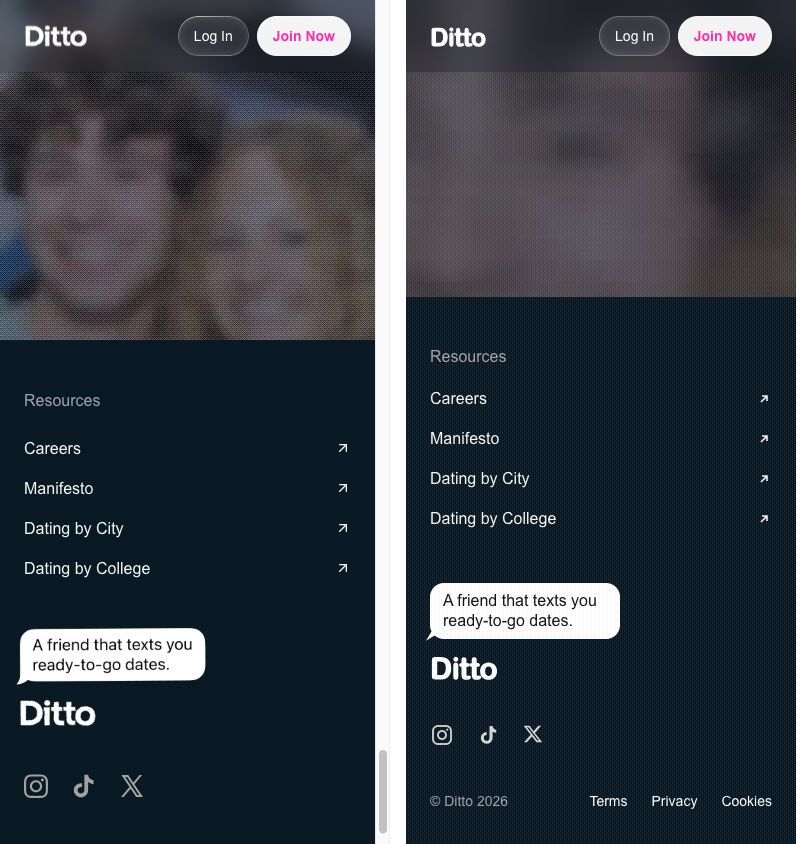 Ditto
Log In
Join Now
Resources
Careers
Manifesto
Dating by City
Dating by College
A friend that texts you
ready-to-go dates.
Ditto
Ditto
Log In
Join Now
Resources
Careers
Manifesto
Dating by City
Dating by College
A friend that texts you
ready-to-go dates.
Ditto
© Ditto 2026
Terms
Privacy
Cookies